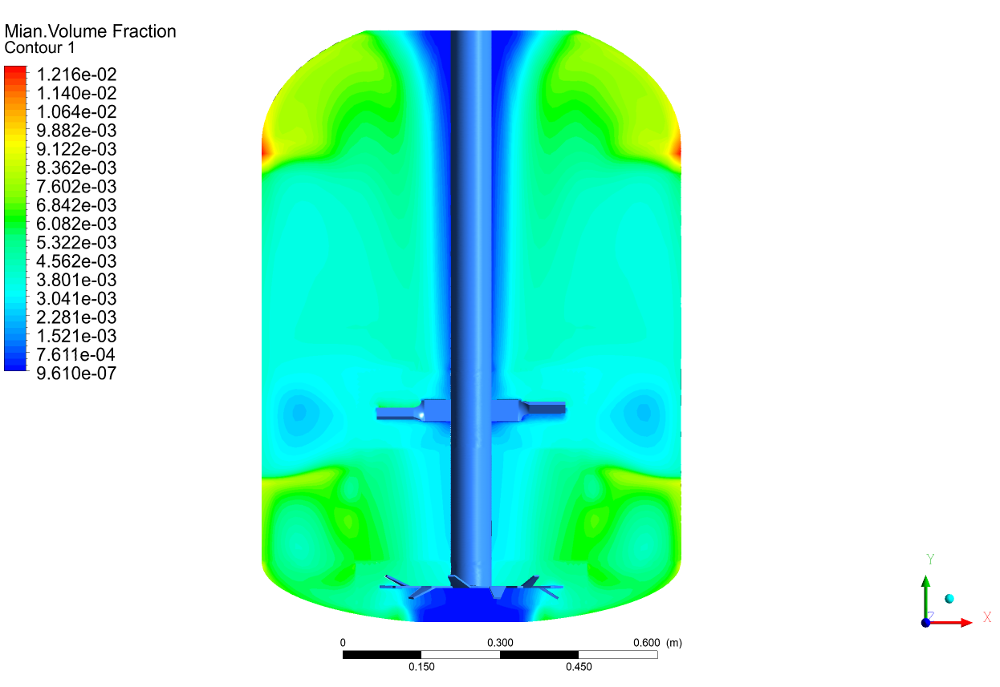 Mian.Volume Fraction
Contour 1
1.216e-02
1.140e-02
1.064e-02
9.882e-03
9.122e-03
8.362e-03
7.602e-03
6.842e-03
6.082e-03
5.322e-03
4.562e-03
3.801e-03
3.041e-03
2.281e-03
1.521e-03
7.611e-04
9.610e-07
Y
Z
X
0 0.300 0.600 (m)
0.150 0.450